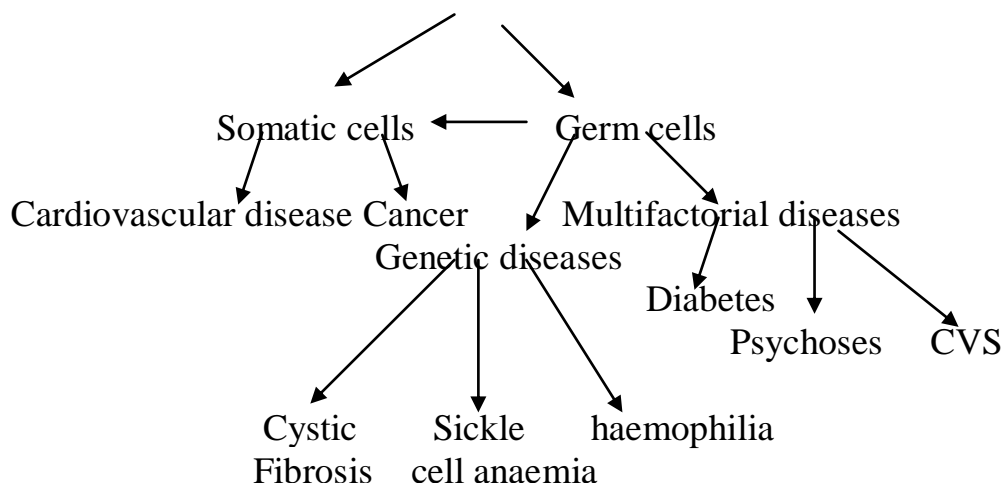 Somatic cells Germ cells
Cardiovascular disease Cancer Multifactorial diseases
Genetic diseases
Diabetes
Psychoses CVS
Cystic Sickle haemophilia
Fibrosis cell anaemia